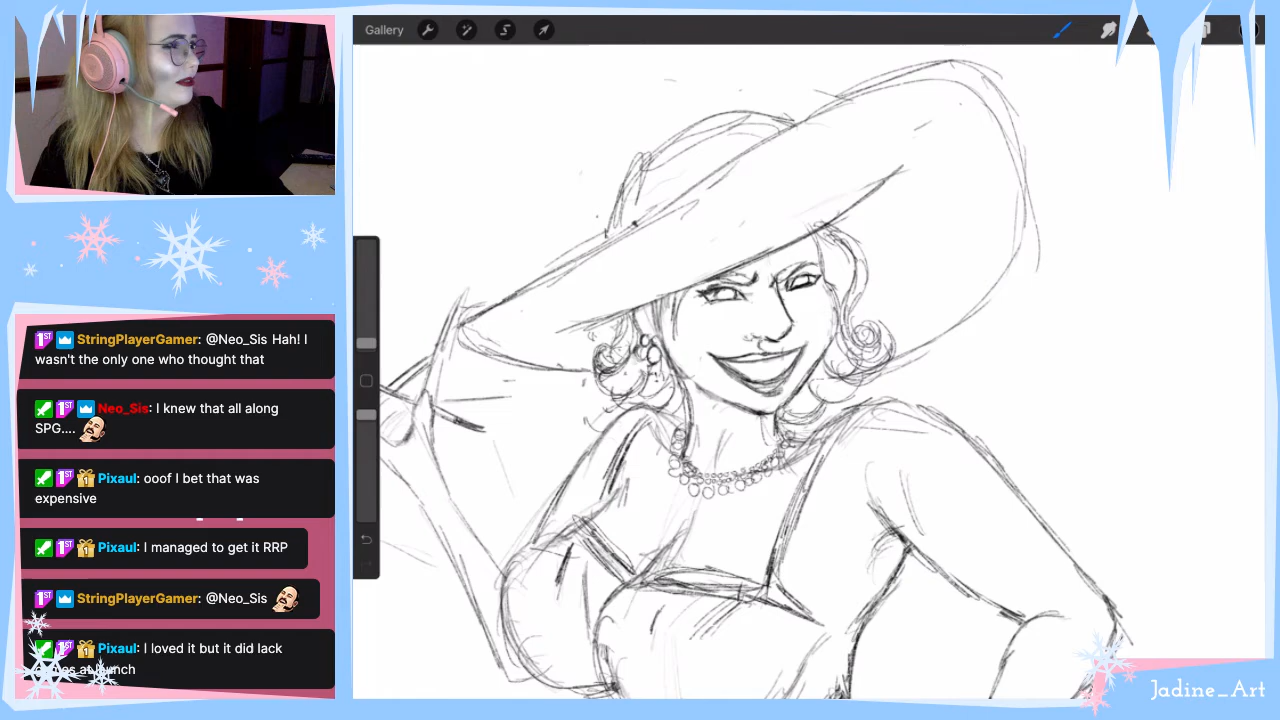 Gallery
StringPlayerGamer: @Neo_Sis Hah! I
wasn't the only one who thought that
Neo_Sis: I knew that all along
SPG....
Pixaul: ooof I bet that was
expensive
Pixaul: I managed to get it RRP
StringPlayerGamer: @Neo_Sis
Pixaul: I loved it but it did lack
at launch
Jadine_Art